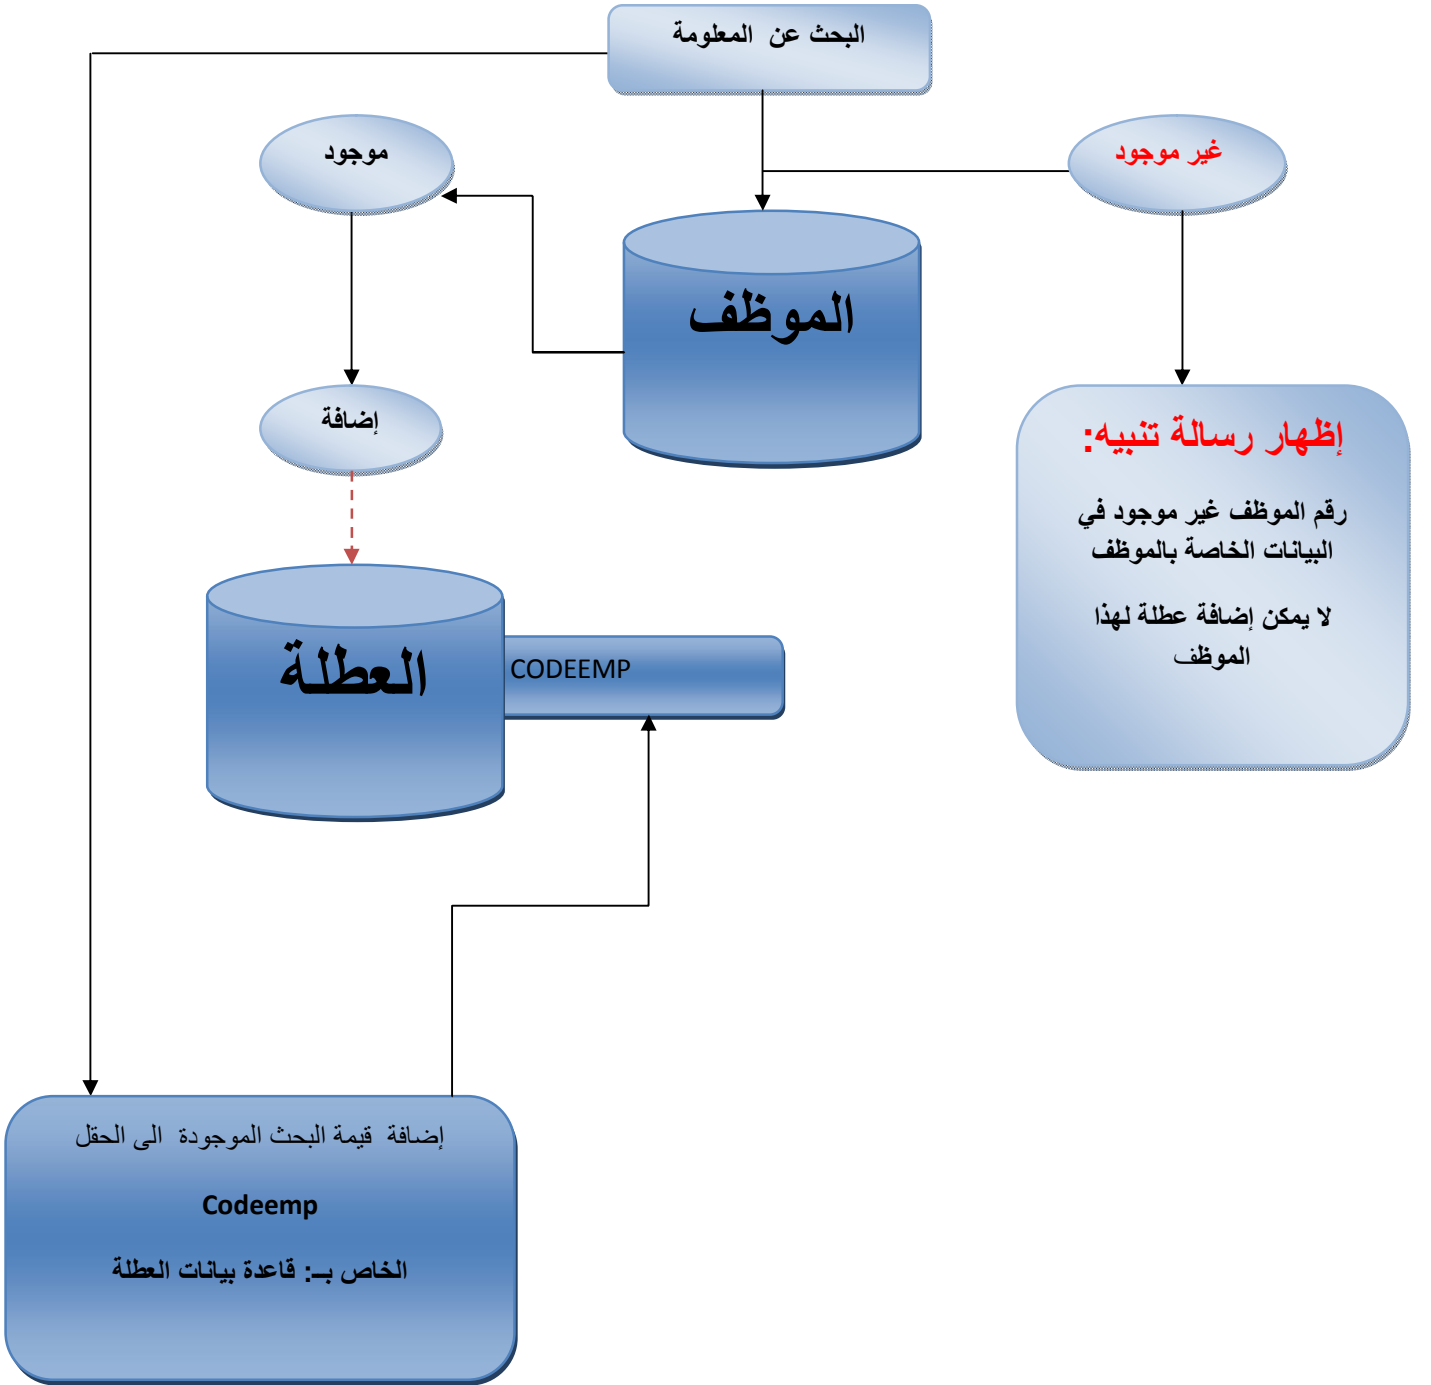 البحث عن المعلومة
موجود
غير موجود
الموظف
إضافة
إظهار رسالة تنبيه:
رقم الموظف غير موجود في
البيانات الخاصة بالموظف
لا يمكن إضافة عطلة لهذا
الموظف
العطلة
CODEEMP
إضافة قيمة البحث الموجودة الى الحقل
Codeemp
الخاص بــ: قاعدة بيانات العطلة